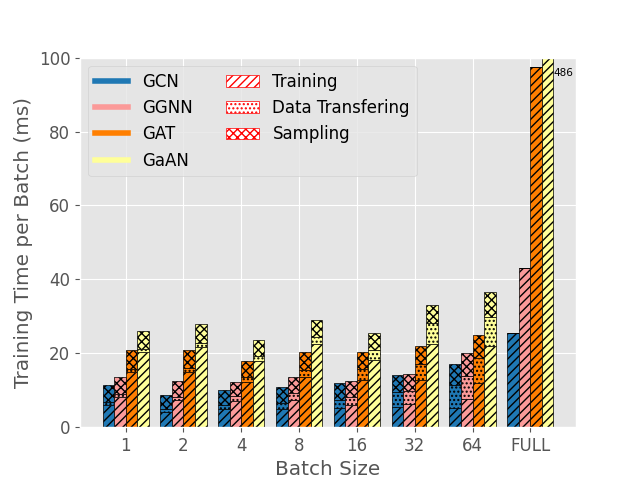 100
80
60
40
20
0
Training Time per Batch (ms)
GCN
GGNN
GAT
GaAN
Training
Data Transfering
Sampling
486
1 2 4 8 16 32 64 FULL
Batch Size